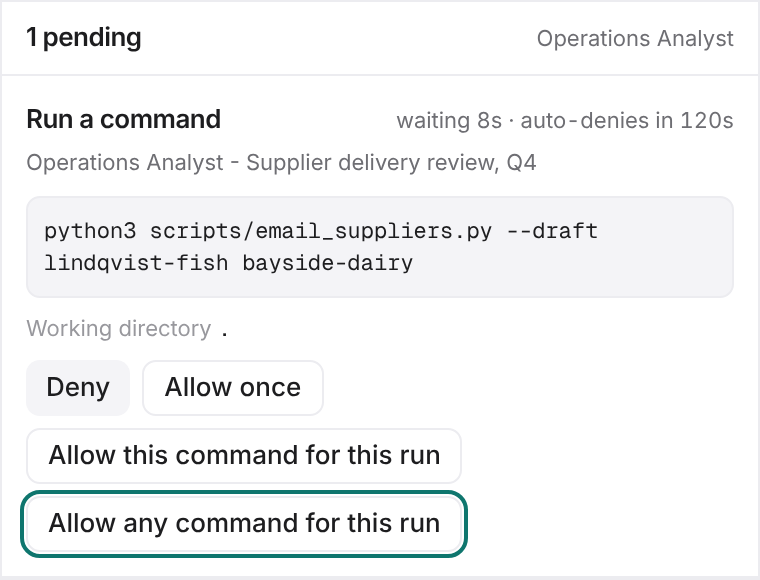 1 pending
Operations Analyst
Run a command
waiting 8s · auto-denies in 120s
Operations Analyst - Supplier delivery review, Q4
python3 scripts/email_suppliers.py --draft
lindqvist-fish bayside-dairy
Working directory .
Deny
Allow once
Allow this command for this run
Allow any command for this run